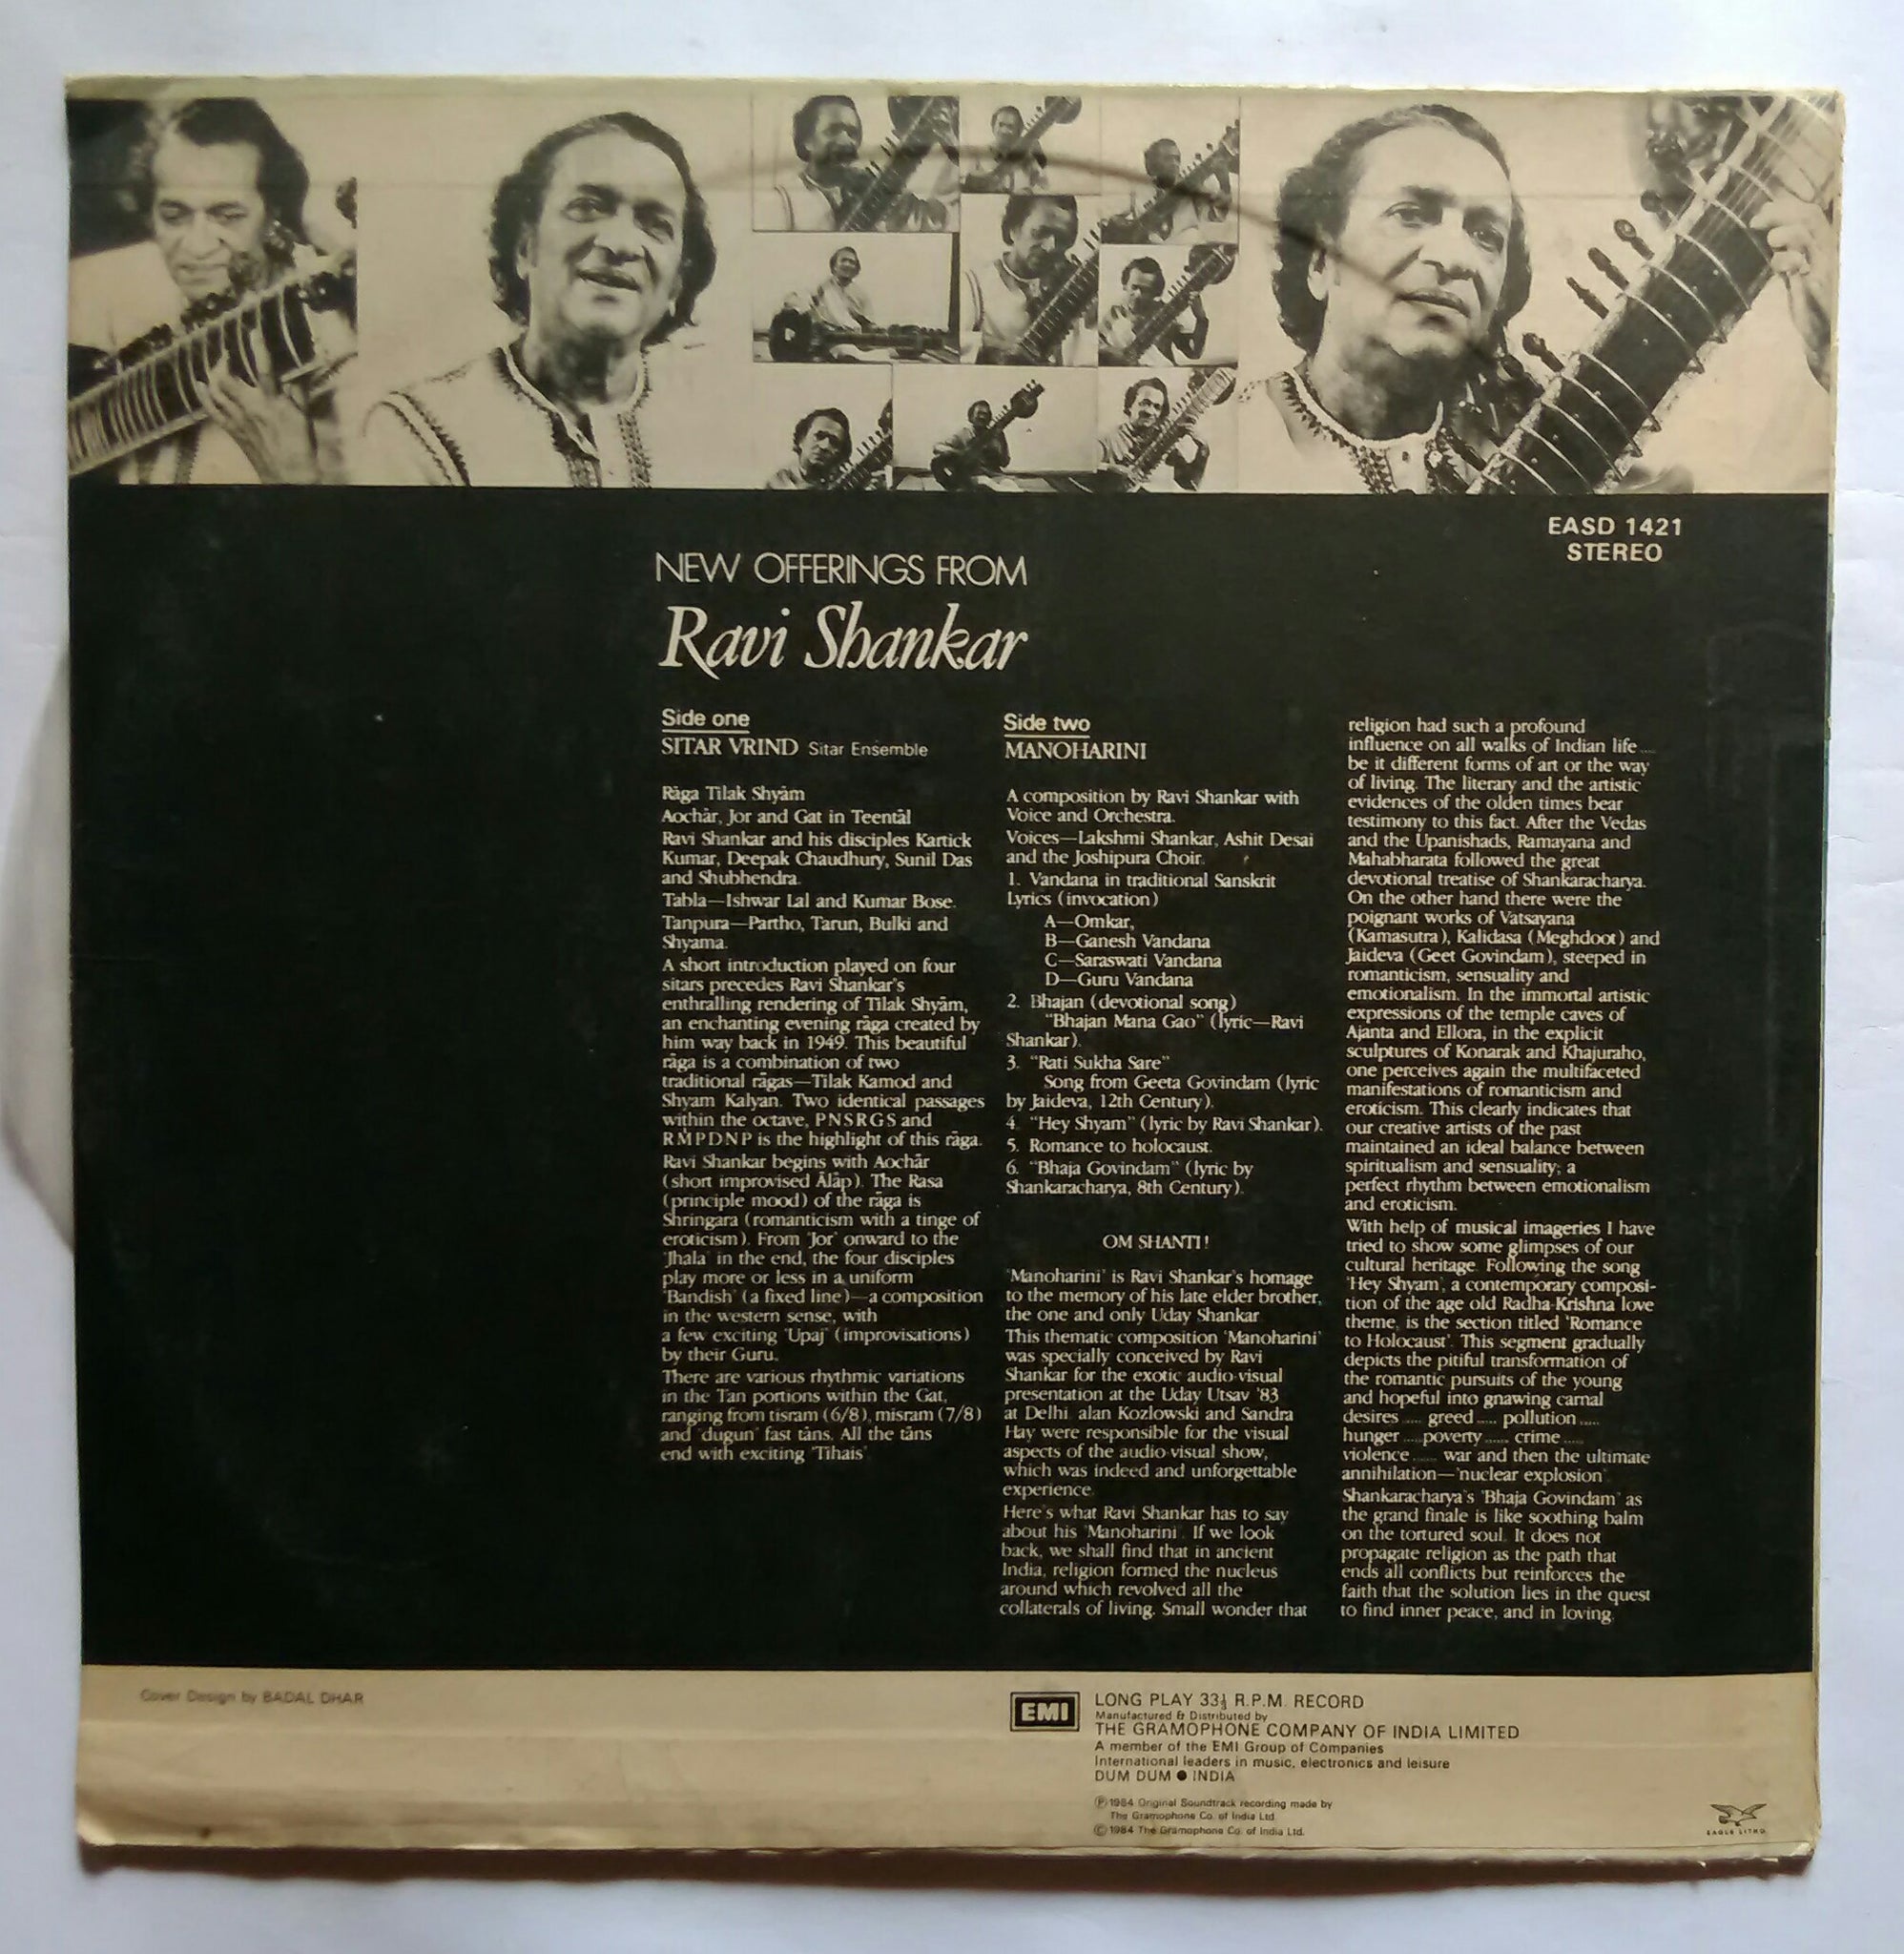 EASD 1421
STEREO
NEW OFFERINGS FROM
Ravi Shankar
Side one
SITAR VRIND Sitar Ensemble
Rāga Tilak Shyām
Aochār, Jor and Gat in Teentāl
Ravi Shankar and his disciples Kartick
Kumar, Deepak Chaudhury, Sunil Das
and Shubhendra.
Tabla—Ishwar Lal and Kumar Bose.
Tanpura—Partho, Tarun, Bulki and
Shyama.
A short introduction played on four
sitars precedes Ravi Shankar's
enthralling rendering of Tilak Shyām,
an enchanting evening rāga created by
him way back in 1949. This beautiful
rāga is a combination of two
traditional rāgas—Tilak Kamod and
Shyam Kalyan. Two identical passages
within the octave, P N S R G S and
R Ṁ P D N P is the highlight of this rāga.
Ravi Shankar begins with Aochār
(short improvised Ālāp). The Rasa
(principle mood) of the rāga is
Shringara (romanticism with a tinge of
eroticism). From 'Jor' onward to the
'Jhala' in the end, the four disciples
play more or less in a uniform
'Bandish' (a fixed line)—a composition
in the western sense, with
a few exciting 'Upaj' (improvisations)
by their Guru.
There are various rhythmic variations
in the Tan portions within the Gat,
ranging from tisram (6/8), misram (7/8)
and 'dugun' fast tāns. All the tāns
end with exciting 'Tihais'
Side two
MANOHARINI
A composition by Ravi Shankar with
Voice and Orchestra.
Voices—Lakshmi Shankar, Ashit Desai
and the Joshipura Choir.
1. Vandana in traditional Sanskrit
Lyrics (invocation)
A—Omkar,
B—Ganesh Vandana
C—Saraswati Vandana
D—Guru Vandana
2. Bhajan (devotional song)
"Bhajan Mana Gao" (lyric—Ravi
Shankar).
3. "Rati Sukha Sare"
Song from Geeta Govindam (lyric
by Jaideva, 12th Century).
4. "Hey Shyam" (lyric by Ravi Shankar).
5. Romance to holocaust.
6. "Bhaja Govindam" (lyric by
Shankaracharya, 8th Century).
OM SHANTI!
'Manoharini' is Ravi Shankar's homage
to the memory of his late elder brother,
the one and only Uday Shankar
This thematic composition 'Manoharini'
was specially conceived by Ravi
Shankar for the exotic audio-visual
presentation at the Uday Utsav '83
at Delhi. alan Kozlowski and Sandra
Hay were responsible for the visual
aspects of the audio-visual show,
which was indeed and unforgettable
experience.
Here's what Ravi Shankar has to say
about his 'Manoharini'. If we look
back, we shall find that in ancient
India, religion formed the nucleus
around which revolved all the
collaterals of living. Small wonder that
religion had such a profound
influence on all walks of Indian life ....
be it different forms of art or the way
of living. The literary and the artistic
evidences of the olden times bear
testimony to this fact. After the Vedas
and the Upanishads, Ramayana and
Mahabharata followed the great
devotional treatise of Shankaracharya.
On the other hand there were the
poignant works of Vatsayana
(Kamasutra), Kalidasa (Meghdoot) and
Jaideva (Geet Govindam), steeped in
romanticism, sensuality and
emotionalism. In the immortal artistic
expressions of the temple caves of
Ajanta and Ellora, in the explicit
sculptures of Konarak and Khajuraho,
one perceives again the multifaceted
manifestations of romanticism and
eroticism. This clearly indicates that
our creative artists of the past
maintained an ideal balance between
spiritualism and sensuality; a
perfect rhythm between emotionalism
and eroticism.
With help of musical imageries I have
tried to show some glimpses of our
cultural heritage. Following the song
'Hey Shyam', a contemporary composi-
tion of the age old Radha-Krishna love
theme, is the section titled 'Romance
to Holocaust'. This segment gradually
depicts the pitiful transformation of
the romantic pursuits of the young
and hopeful into gnawing carnal
desires ..... greed ..... pollution .....
hunger .....poverty ...... crime .....
violence ...... war and then the ultimate
annihilation—'nuclear explosion'.
Shankaracharya's 'Bhaja Govindam' as
the grand finale is like soothing balm
on the tortured soul. It does not
propagate religion as the path that
ends all conflicts but reinforces the
faith that the solution lies in the quest
to find inner peace, and in loving.
Cover Design by BADAL DHAR
EMI
LONG PLAY 33⅓ R.P.M. RECORD
Manufactured & Distributed by
THE GRAMOPHONE COMPANY OF INDIA LIMITED
A member of the EMI Group of Companies
International leaders in music, electronics and leisure
DUM DUM ● INDIA
Ⓟ 1984 Original Soundtrack recording made by
The Gramophone Co. of India Ltd.
© 1984 The Gramophone Co. of India Ltd.
EAGLE LITHO